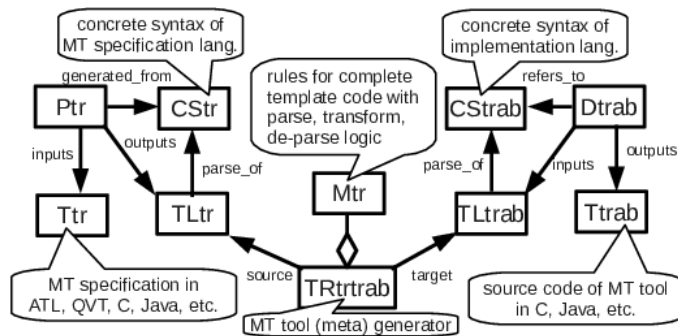 concrete syntax of
MT specification lang.
concrete syntax of
implementation lang.
generated_from
rules for complete
template code with
parse, transform,
de-parse logic
refers_to
Ptr
CStr
CStrab
Dtrab
inputs
outputs
parse_of
parse_of
inputs
outputs
Mtr
Ttr
TLtr
TLtrab
Ttrab
MT specification in
ATL, QVT, C, Java, etc.
source
TRtrtrab
target
source code of MT tool
in C, Java, etc.
MT tool (meta) generator